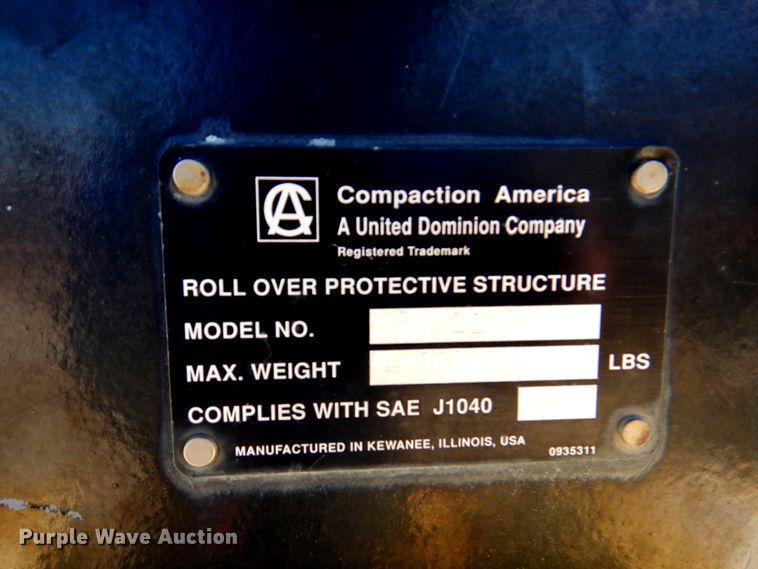 CA
Compaction America
A United Dominion Company
Registered Trademark
ROLL OVER PROTECTIVE STRUCTURE
MODEL NO.
MAX. WEIGHT LBS
COMPLIES WITH SAE J1040
MANUFACTURED IN KEWANEE, ILLINOIS, USA 0935311
Purple Wave Auction